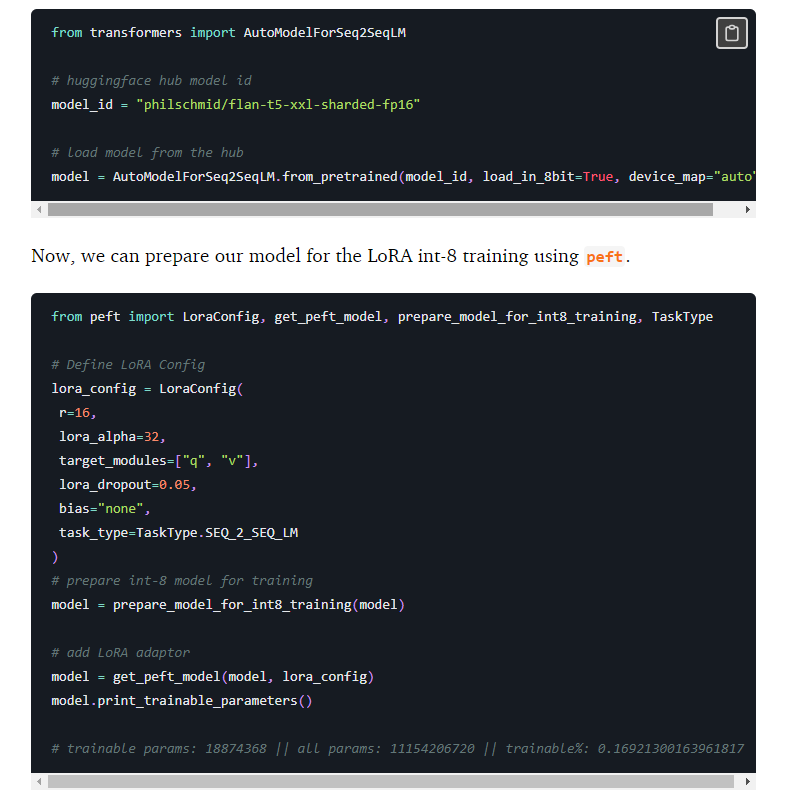 from transformers import AutoModelForSeq2SeqLM
# huggingface hub model id
model_id = "philschmid/flan-t5-xxl-sharded-fp16"
# load model from the hub
model = AutoModelForSeq2SeqLM.from_pretrained(model_id, load_in_8bit=True, device_map="auto"
Now, we can prepare our model for the LoRA int-8 training using peft.
from peft import LoraConfig, get_peft_model, prepare_model_for_int8_training, TaskType
# Define LoRA Config
lora_config = LoraConfig(
r=16,
lora_alpha=32,
target_modules=["q", "v"],
lora_dropout=0.05,
bias="none",
task_type=TaskType.SEQ_2_SEQ_LM
)
# prepare int-8 model for training
model = prepare_model_for_int8_training(model)
# add LoRA adaptor
model = get_peft_model(model, lora_config)
model.print_trainable_parameters()
# trainable params: 18874368 || all params: 11154206720 || trainable%: 0.16921300163961817